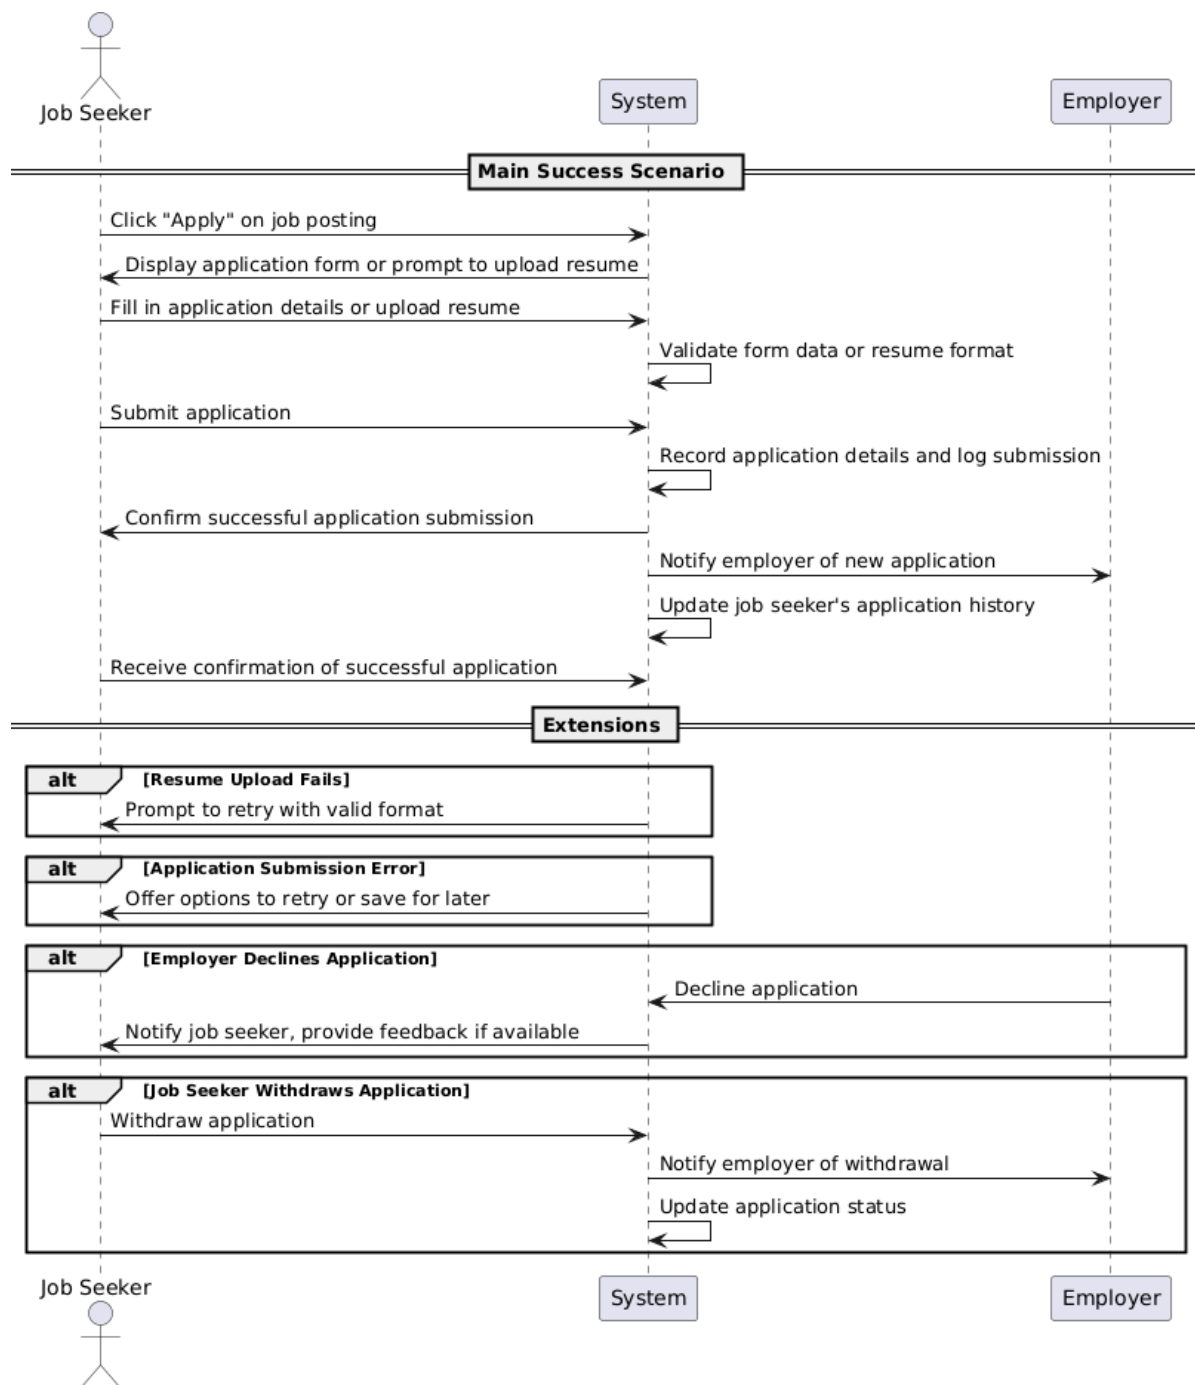 Job Seeker
System
Employer
Main Success Scenario
Click "Apply" on job posting
Display application form or prompt to upload resume
Fill in application details or upload resume
Validate form data or resume format
Submit application
Record application details and log submission
Confirm successful application submission
Notify employer of new application
Update job seeker's application history
Receive confirmation of successful application
Extensions
alt [Resume Upload Fails]
Prompt to retry with valid format
alt [Application Submission Error]
Offer options to retry or save for later
alt [Employer Declines Application]
Decline application
Notify job seeker, provide feedback if available
alt [Job Seeker Withdraws Application]
Withdraw application
Notify employer of withdrawal
Update application status
Job Seeker
System
Employer